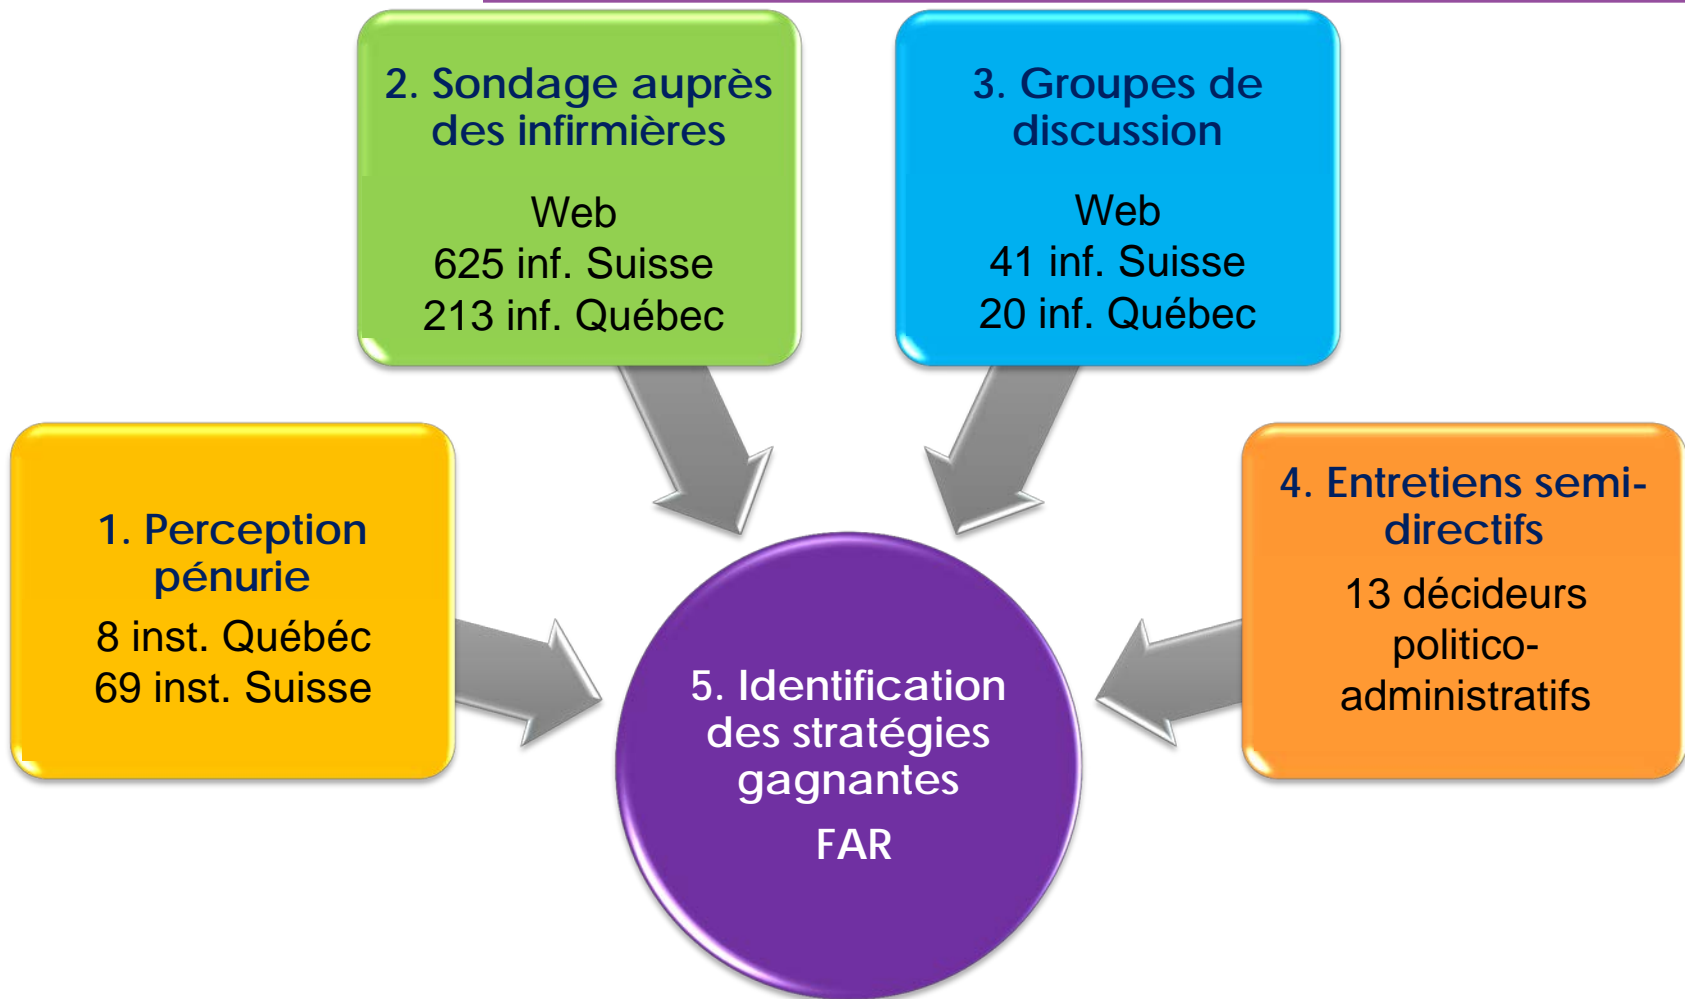 1. Perception
pénurie
8 inst. Québéc
69 inst. Suisse
2. Sondage auprès
des infirmières
Web
625 inf. Suisse
213 inf. Québec
3. Groupes de
discussion
Web
41 inf. Suisse
20 inf. Québec
4. Entretiens semi-
directifs
13 décideurs
politico-
administratifs
5. Identification
des stratégies
gagnantes
FAR